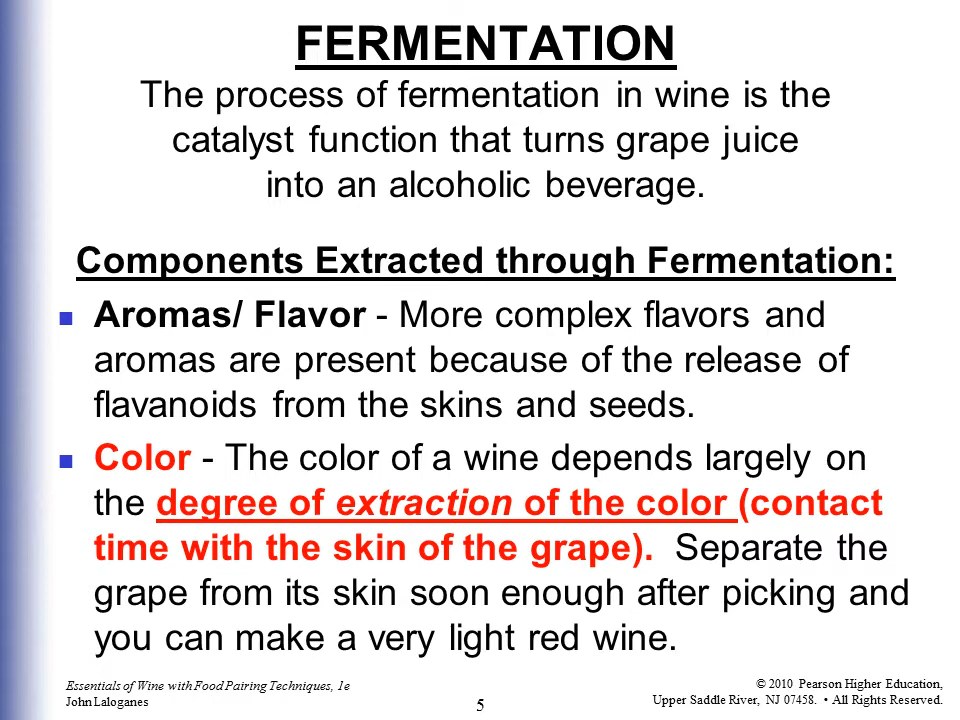 FERMENTATION
The process of fermentation in wine is the
catalyst function that turns grape juice
into an alcoholic beverage.
Components Extracted through Fermentation:
Aromas/ Flavor - More complex flavors and
aromas are present because of the release of
flavanoids from the skins and seeds.
Color - The color of a wine depends largely on
the degree of extraction of the color (contact
time with the skin of the grape). Separate the
grape from its skin soon enough after picking and
you can make a very light red wine.
Essentials of Wine with Food Pairing Techniques, 1e
John Laloganes
5
© 2010 Pearson Higher Education,
Upper Saddle River, NJ 07458. • All Rights Reserved.